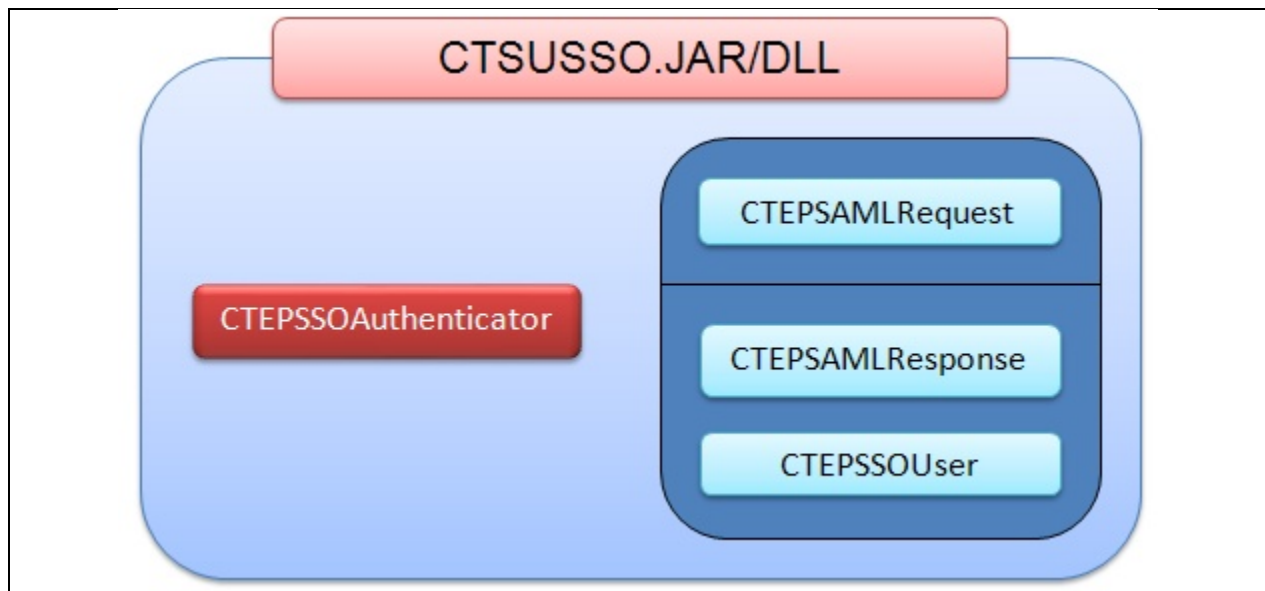 CTSUSSO.JAR/DLL
CTEPSAMLRequest
CTEPSSOAuthenticator
CTEPSAMLResponse
CTEPSSOUser